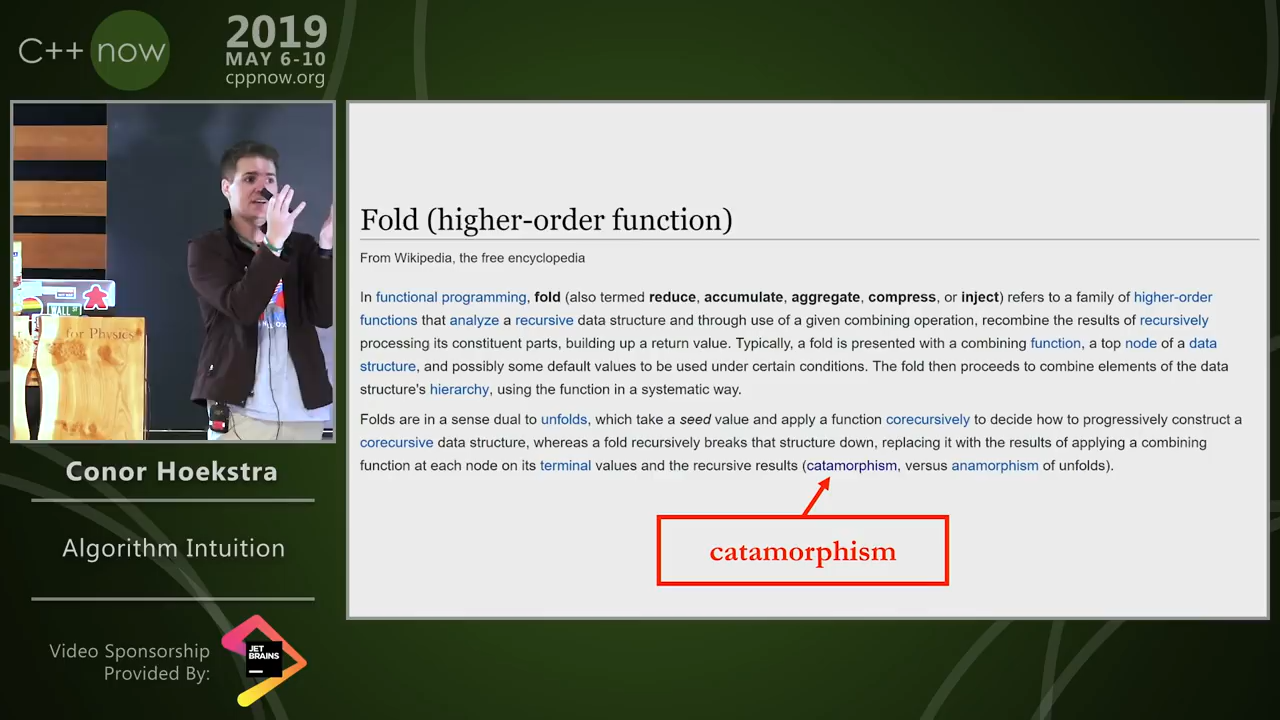 C++ now
2019
MAY 6-10
cppnow.org
for Physics
Conor Hoekstra
Algorithm Intuition
Video Sponsorship
Provided By:
JET
BRAINS
Fold (higher-order function)
From Wikipedia, the free encyclopedia
In functional programming, fold (also termed reduce, accumulate, aggregate, compress, or inject) refers to a family of higher-order
functions that analyze a recursive data structure and through use of a given combining operation, recombine the results of recursively
processing its constituent parts, building up a return value. Typically, a fold is presented with a combining function, a top node of a data
structure, and possibly some default values to be used under certain conditions. The fold then proceeds to combine elements of the data
structure's hierarchy, using the function in a systematic way.
Folds are in a sense dual to unfolds, which take a seed value and apply a function corecursively to decide how to progressively construct a
corecursive data structure, whereas a fold recursively breaks that structure down, replacing it with the results of applying a combining
function at each node on its terminal values and the recursive results (catamorphism, versus anamorphism of unfolds).
catamorphism